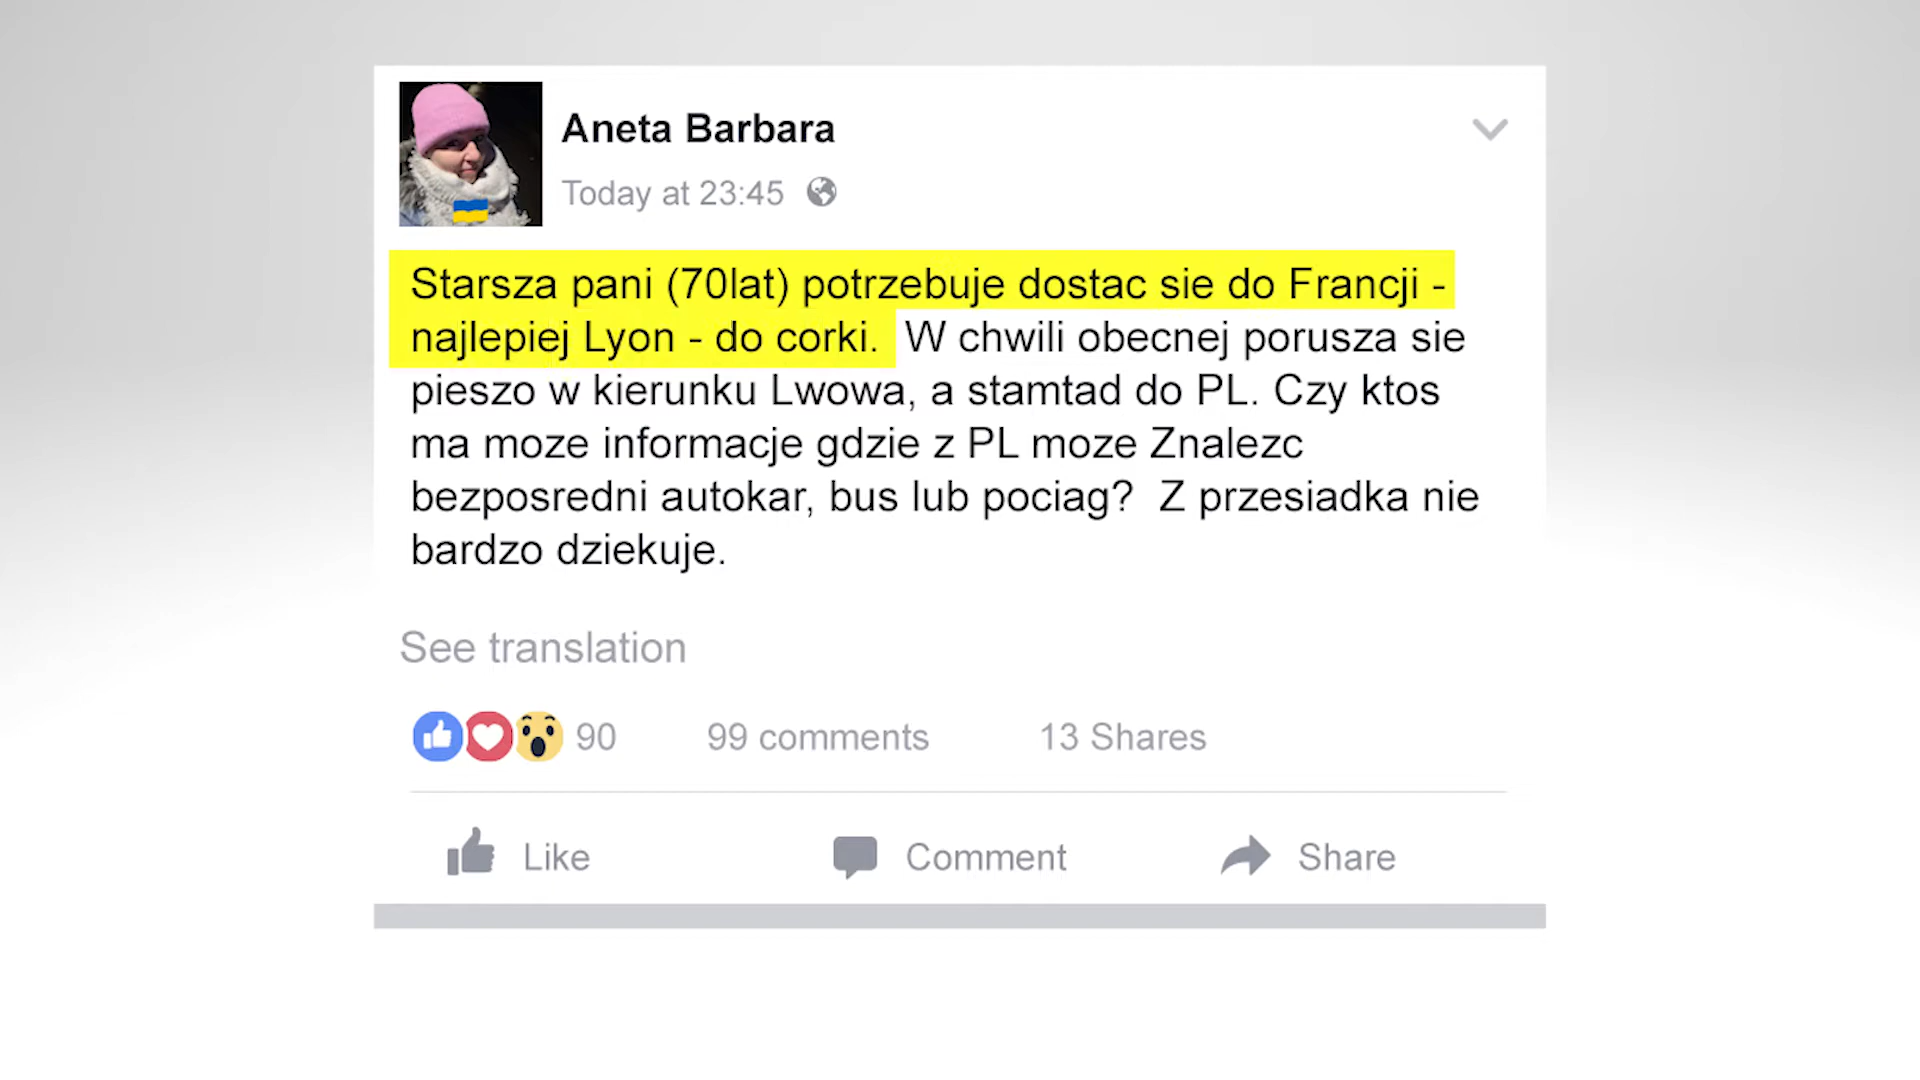 Aneta Barbara
Today at 23:45
Starsza pani (70lat) potrzebuje dostac sie do Francji -
najlepiej Lyon - do corki. W chwili obecnej porusza sie
pieszo w kierunku Lwowa, a stamtad do PL. Czy ktos
ma moze informacje gdzie z PL moze Znalezc
bezposredni autokar, bus lub pociag? Z przesiadka nie
bardzo dziekuje.
See translation
90 99 comments 13 Shares
Like Comment Share